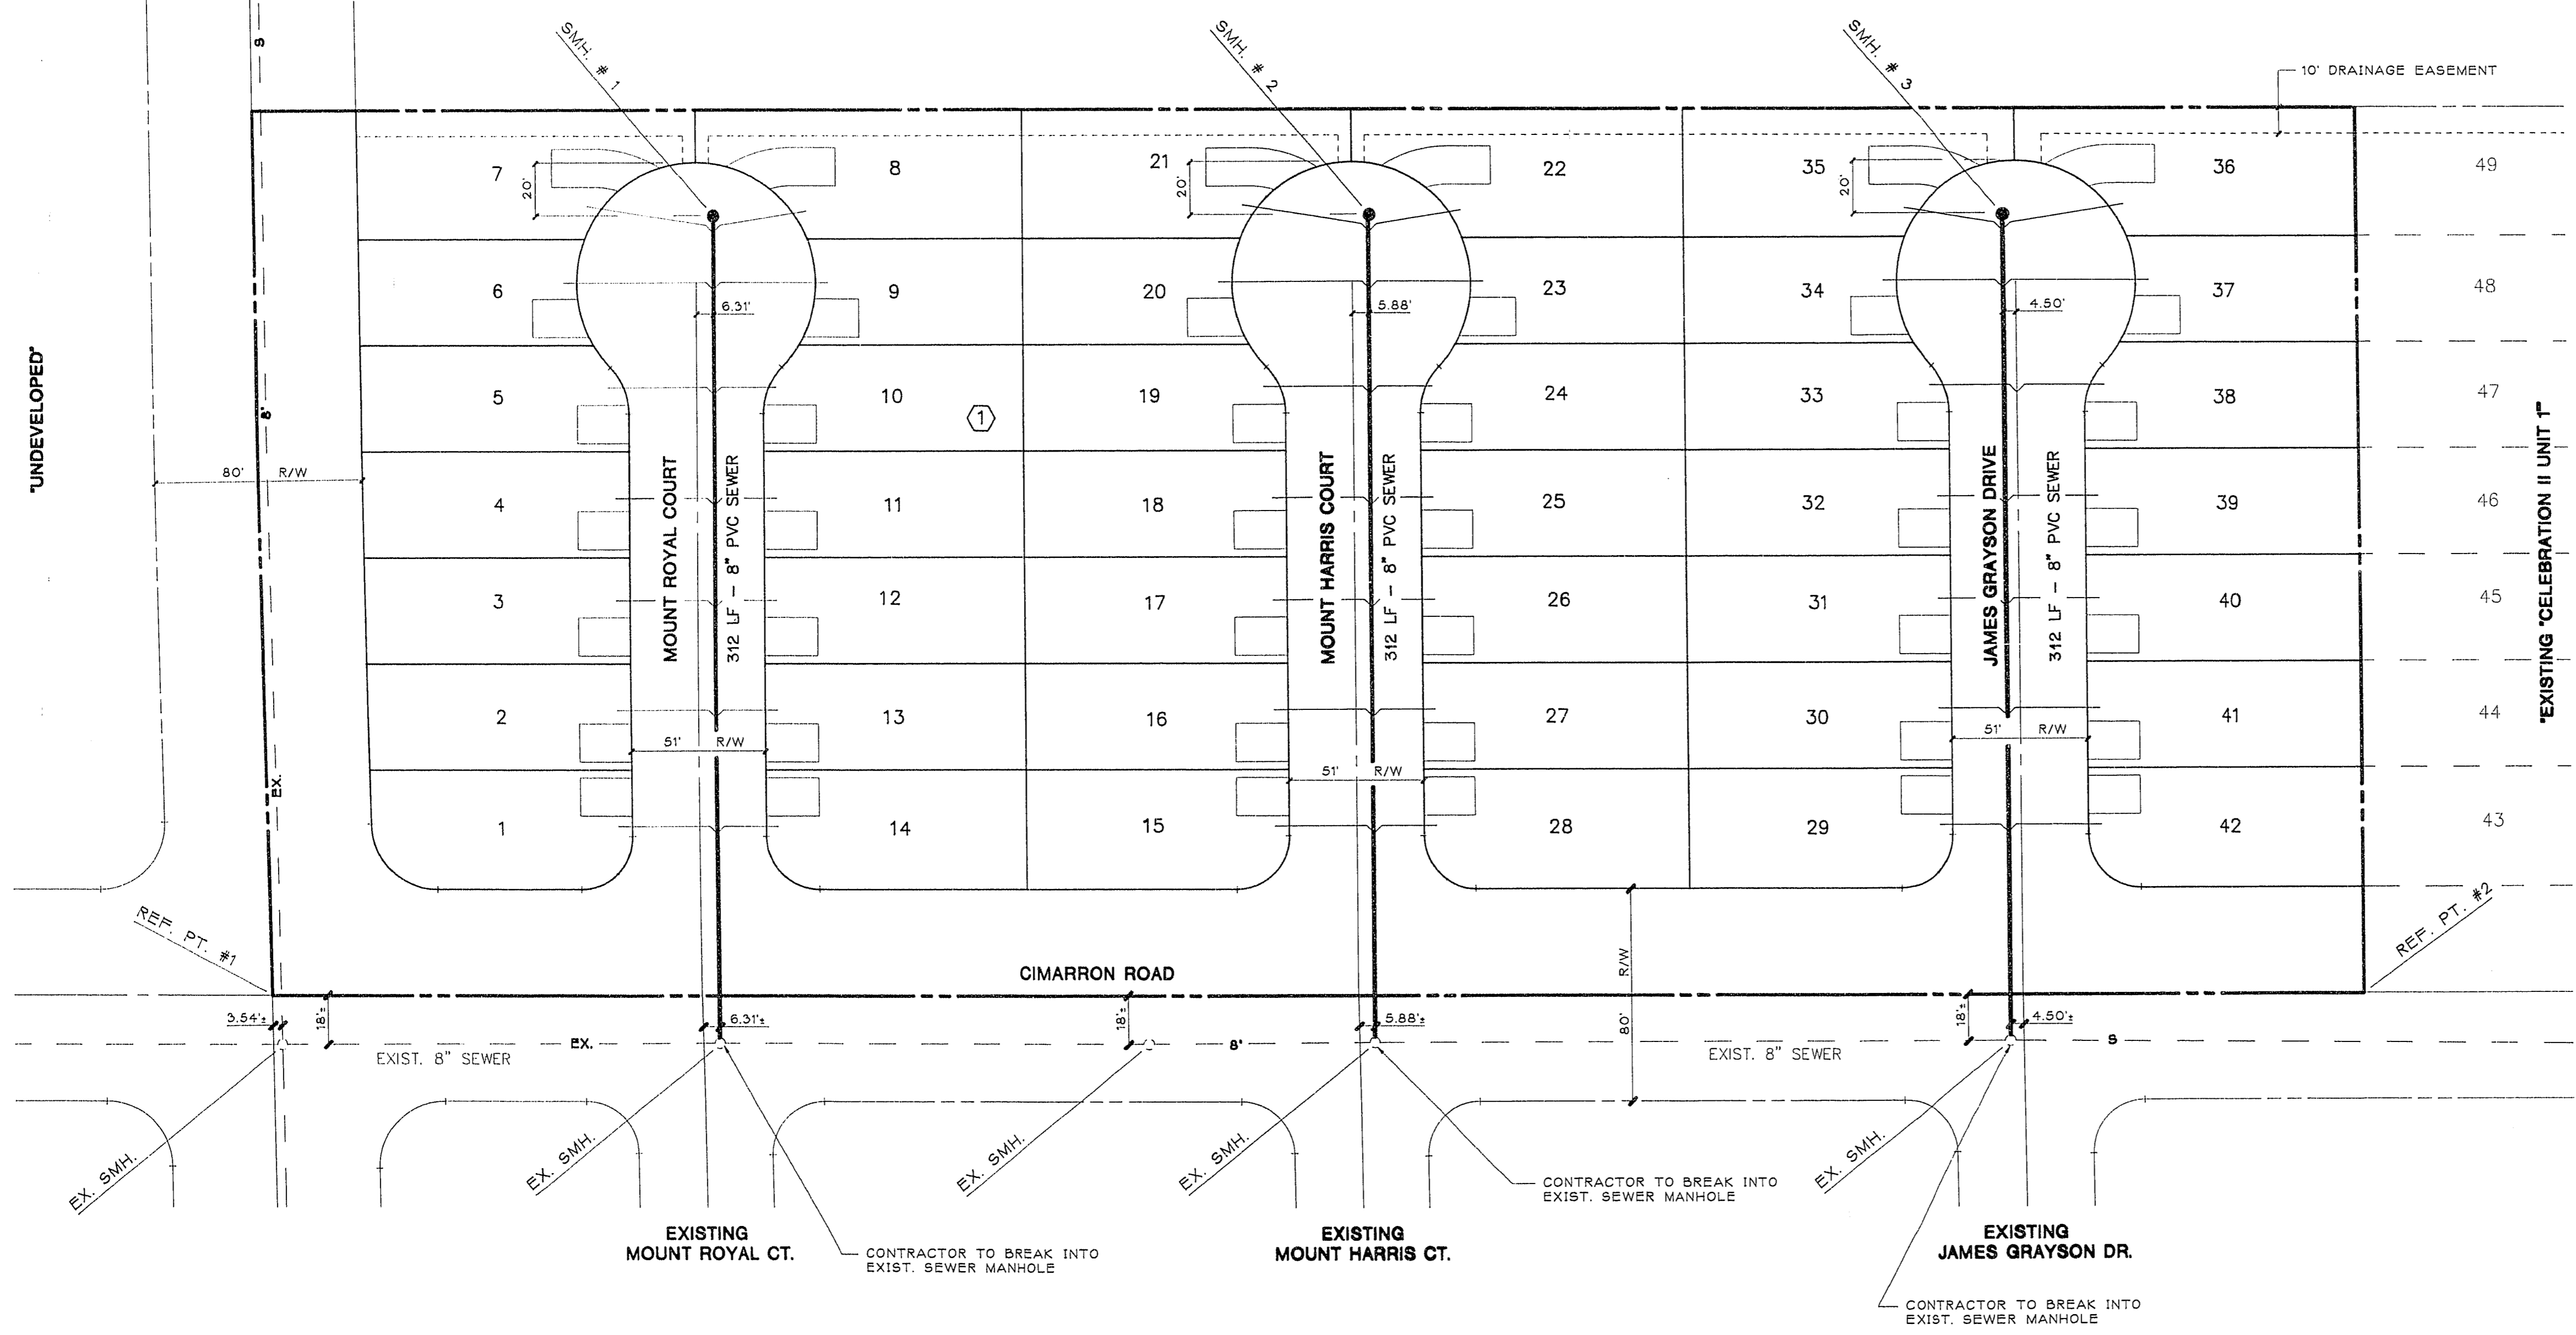 S
SMH. # 1
SMH. # 2
SMH. # 3
10' DRAINAGE EASEMENT
7
20'
8
21
20'
22
35
20'
36
49
6
6.31'
9
20
5.88'
23
34
4.50'
37
48
"UNDEVELOPED"
8"
5
10
1
19
24
33
38
47
80' R/W
4
MOUNT ROYAL COURT
312 LF - 8" PVC SEWER
11
18
MOUNT HARRIS COURT
312 LF - 8" PVC SEWER
25
32
JAMES GRAYSON DRIVE
312 LF - 8" PVC SEWER
39
46
"EXISTING "CELEBRATION II UNIT 1"
3
12
17
26
31
40
45
2
13
16
27
30
41
44
51' R/W
51' R/W
51' R/W
EX.
1
14
15
28
29
42
43
REF. PT. #1
CIMARRON ROAD
R/W
80'
REF. PT. #2
3.54'±
18'±
6.31'±
18'±
5.88'±
18'±
4.50'±
EXIST. 8" SEWER
EX.
8"
EXIST. 8" SEWER
S
EX. SMH.
EX. SMH.
EX. SMH.
EX. SMH.
EX. SMH.
CONTRACTOR TO BREAK INTO
EXIST. SEWER MANHOLE
EXISTING
MOUNT ROYAL CT.
CONTRACTOR TO BREAK INTO
EXIST. SEWER MANHOLE
EXISTING
MOUNT HARRIS CT.
EXISTING
JAMES GRAYSON DR.
CONTRACTOR TO BREAK INTO
EXIST. SEWER MANHOLE